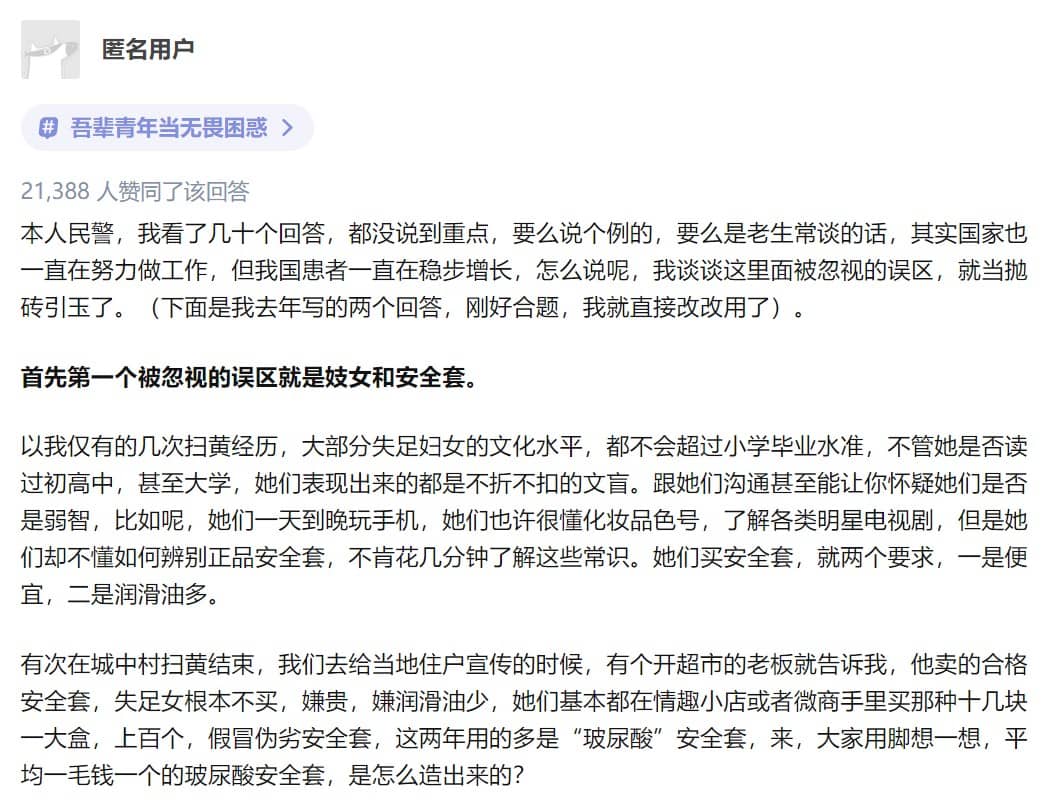 匿名用户
# 吾辈青年当无畏困惑 >
21,388 人赞同了该回答
本人民警，我看了几十个回答，都没说到重点，要么说个例的，要么是老生常谈的话，其实国家也
一直在努力做工作，但我国患者一直在稳步增长，怎么说呢，我谈谈这里面被忽视的误区，就当抛
砖引玉了。（下面是我去年写的两个回答，刚好合题，我就直接改改用了）。
首先第一个被忽视的误区就是妓女和安全套。
以我仅有的几次扫黄经历，大部分失足妇女的文化水平，都不会超过小学毕业水准，不管她是否读
过初高中，甚至大学，她们表现出来的都是不折不扣的文盲。跟她们沟通甚至能让你怀疑她们是否
是弱智，比如呢，她们一天到晚玩手机，她们也许很懂化妆品色号，了解各类明星电视剧，但是她
们却不懂如何辨别正品安全套，不肯花几分钟了解这些常识。她们买安全套，就两个要求，一是便
宜，二是润滑油多。
有次在城中村扫黄结束，我们去给当地住户宣传的时候，有个开超市的老板就告诉我，他卖的合格
安全套，失足女根本不买，嫌贵，嫌润滑油少，她们基本都在情趣小店或者微商手里买那种十几块
一大盒，上百个，假冒伪劣安全套，这两年用的多是“玻尿酸”安全套，来，大家用脚想一想，平
均一毛钱一个的玻尿酸安全套，是怎么造出来的？